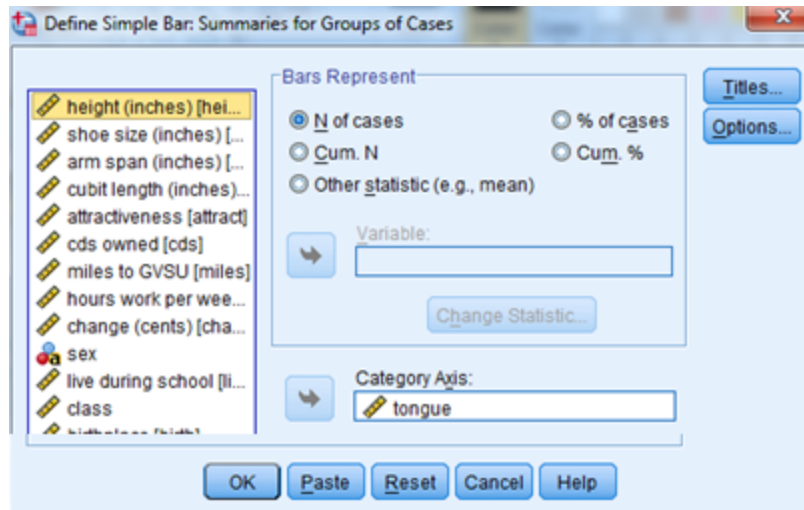 Define Simple Bar: Summaries for Groups of Cases
height (inches) [hei...
shoe size (inches) [...
arm span (inches) [...
cubit length (inches)...
attractiveness [attract]
cds owned [cds]
miles to GVSU [miles]
hours work per wee...
change (cents) [cha...
sex
live during school [li...
class
Bars Represent
N of cases
% of cases
Cum. N
Cum. %
Other statistic (e.g., mean)
Variable:
Change Statistic...
Category Axis:
tongue
Titles...
Options...
OK Paste Reset Cancel Help